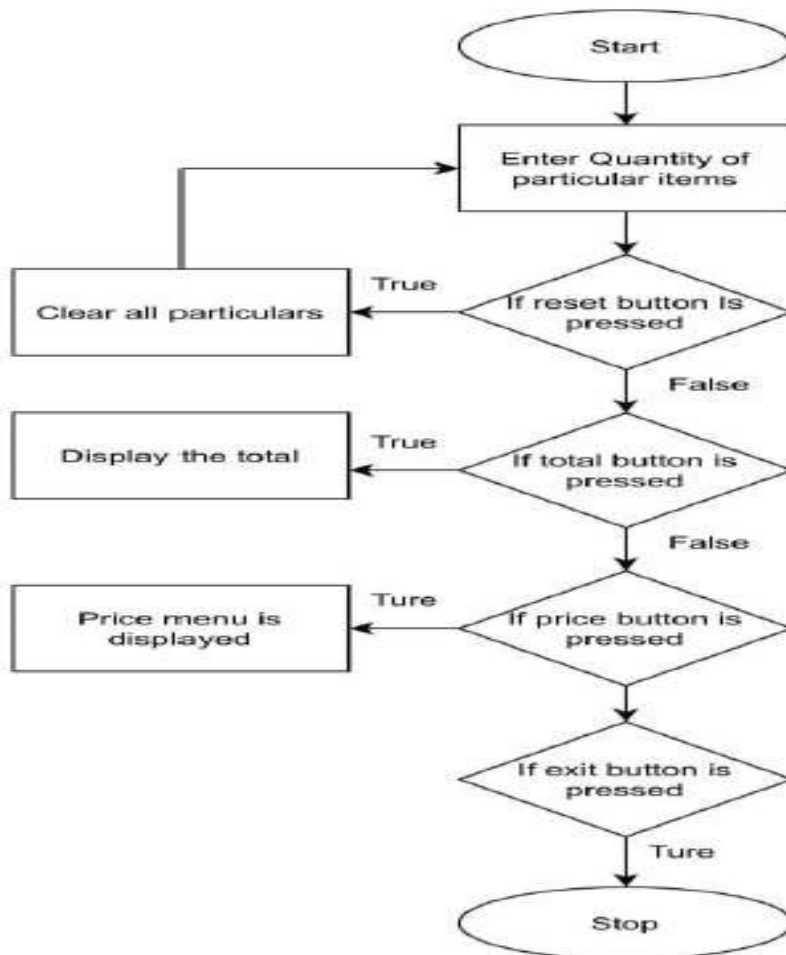 Start
Enter Quantity of
particular items
True
If reset button Is
pressed
Clear all particulars
False
True
If total button is
pressed
Display the total
False
Ture
If price button is
pressed
Price menu is
displayed
If exit button is
pressed
Ture
Stop